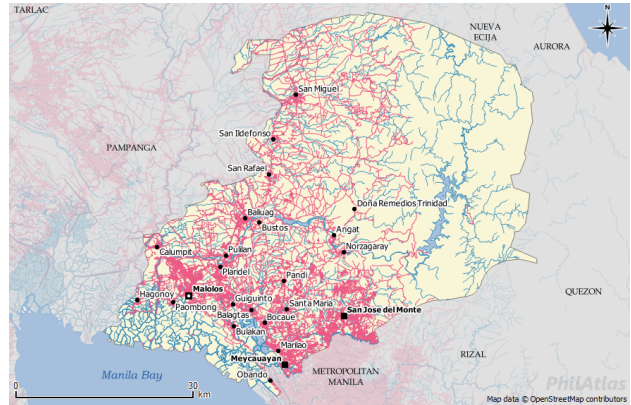 TARLAC
N
NUEVA
ECIJA
AURORA
San Miguel
San Ildefonso
PAMPANGA
San Rafael
Doña Remedios Trinidad
Baliuag
Bustos
Angat
Calumpit
Norzagaray
Pulilan
Plaridel
Pandi
Hagonoy
Malolos
QUEZON
Paombong
Guiguinto
Santa Maria
San Jose del Monte
Balagtas
Bocaue
Bulakan
Marilao
RIZAL
Meycauayan
METROPOLITAN
MANILA
Manila Bay
Obando
PhilAtlas
0 30
km
Map data © OpenStreetMap contributors